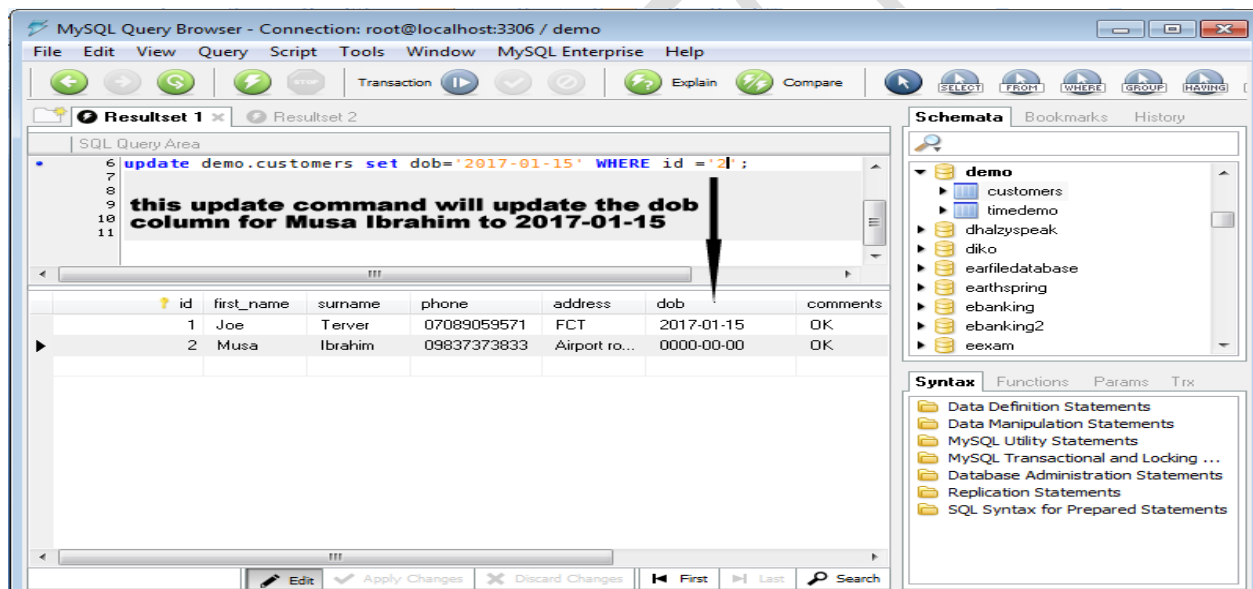 MySQL Query Browser - Connection: root@localhost:3306 / demo
File Edit View Query Script Tools Window MySQL Enterprise Help
STOP Transaction Explain Compare SELECT FROM WHERE GROUP HAVING
Resultset 1 Resultset 2
SQL Query Area
6 update demo.customers set dob='2017-01-15' WHERE id ='2';
7
8
9
10
11
this update command will update the dob
column for Musa Ibrahim to 2017-01-15
id first_name surname phone address dob comments
1 Joe Terver 07089059571 FCT 2017-01-15 OK
2 Musa Ibrahim 09837373833 Airport ro... 0000-00-00 OK
Edit Apply Changes Discard Changes First Last Search
Schemata Bookmarks History
demo
customers
timedemo
dhalzyspeak
diko
earfiledatabase
earthspring
ebanking
ebanking2
eexam
Syntax Functions Params Trx
Data Definition Statements
Data Manipulation Statements
MySQL Utility Statements
MySQL Transactional and Locking ...
Database Administration Statements
Replication Statements
SQL Syntax for Prepared Statements